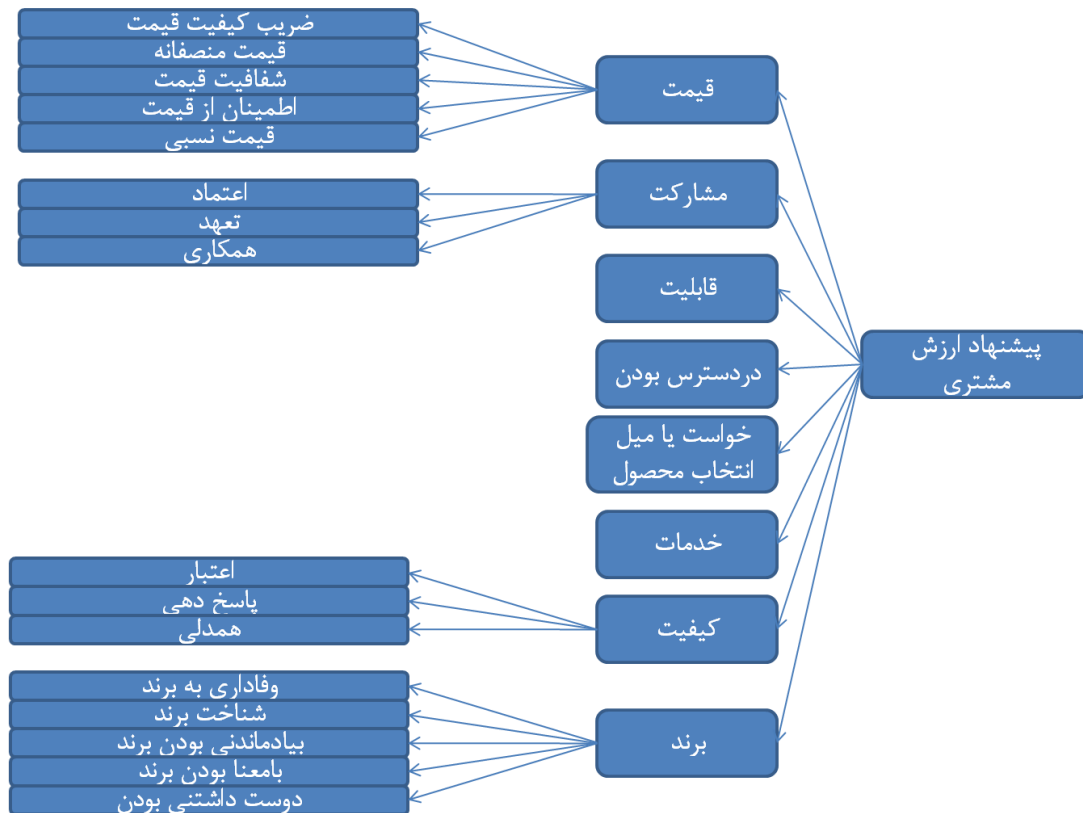 پیشنهاد ارزش
مشتری
قیمت
ضریب کیفیت قیمت
قیمت منصفانه
شفافیت قیمت
اطمینان از قیمت
قیمت نسبی
مشارکت
اعتماد
تعهد
همکاری
قابلیت
دردسترس بودن
خواست یا میل
انتخاب محصول
خدمات
کیفیت
اعتبار
پاسخ دهی
همدلی
برند
وفاداری به برند
شناخت برند
بیادماندنی بودن برند
بامعنا بودن برند
دوست داشتنی بودن